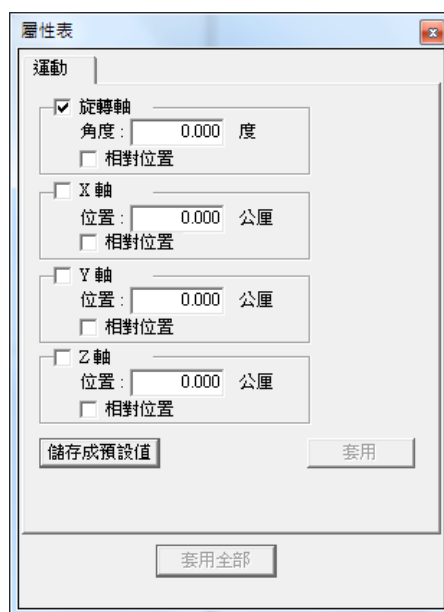 屬性表
運動
旋轉軸
角度 : 0.000 度
相對位置
X 軸
位置 : 0.000 公厘
相對位置
Y 軸
位置 : 0.000 公厘
相對位置
Z 軸
位置 : 0.000 公厘
相對位置
儲存成預設值 套用
套用全部